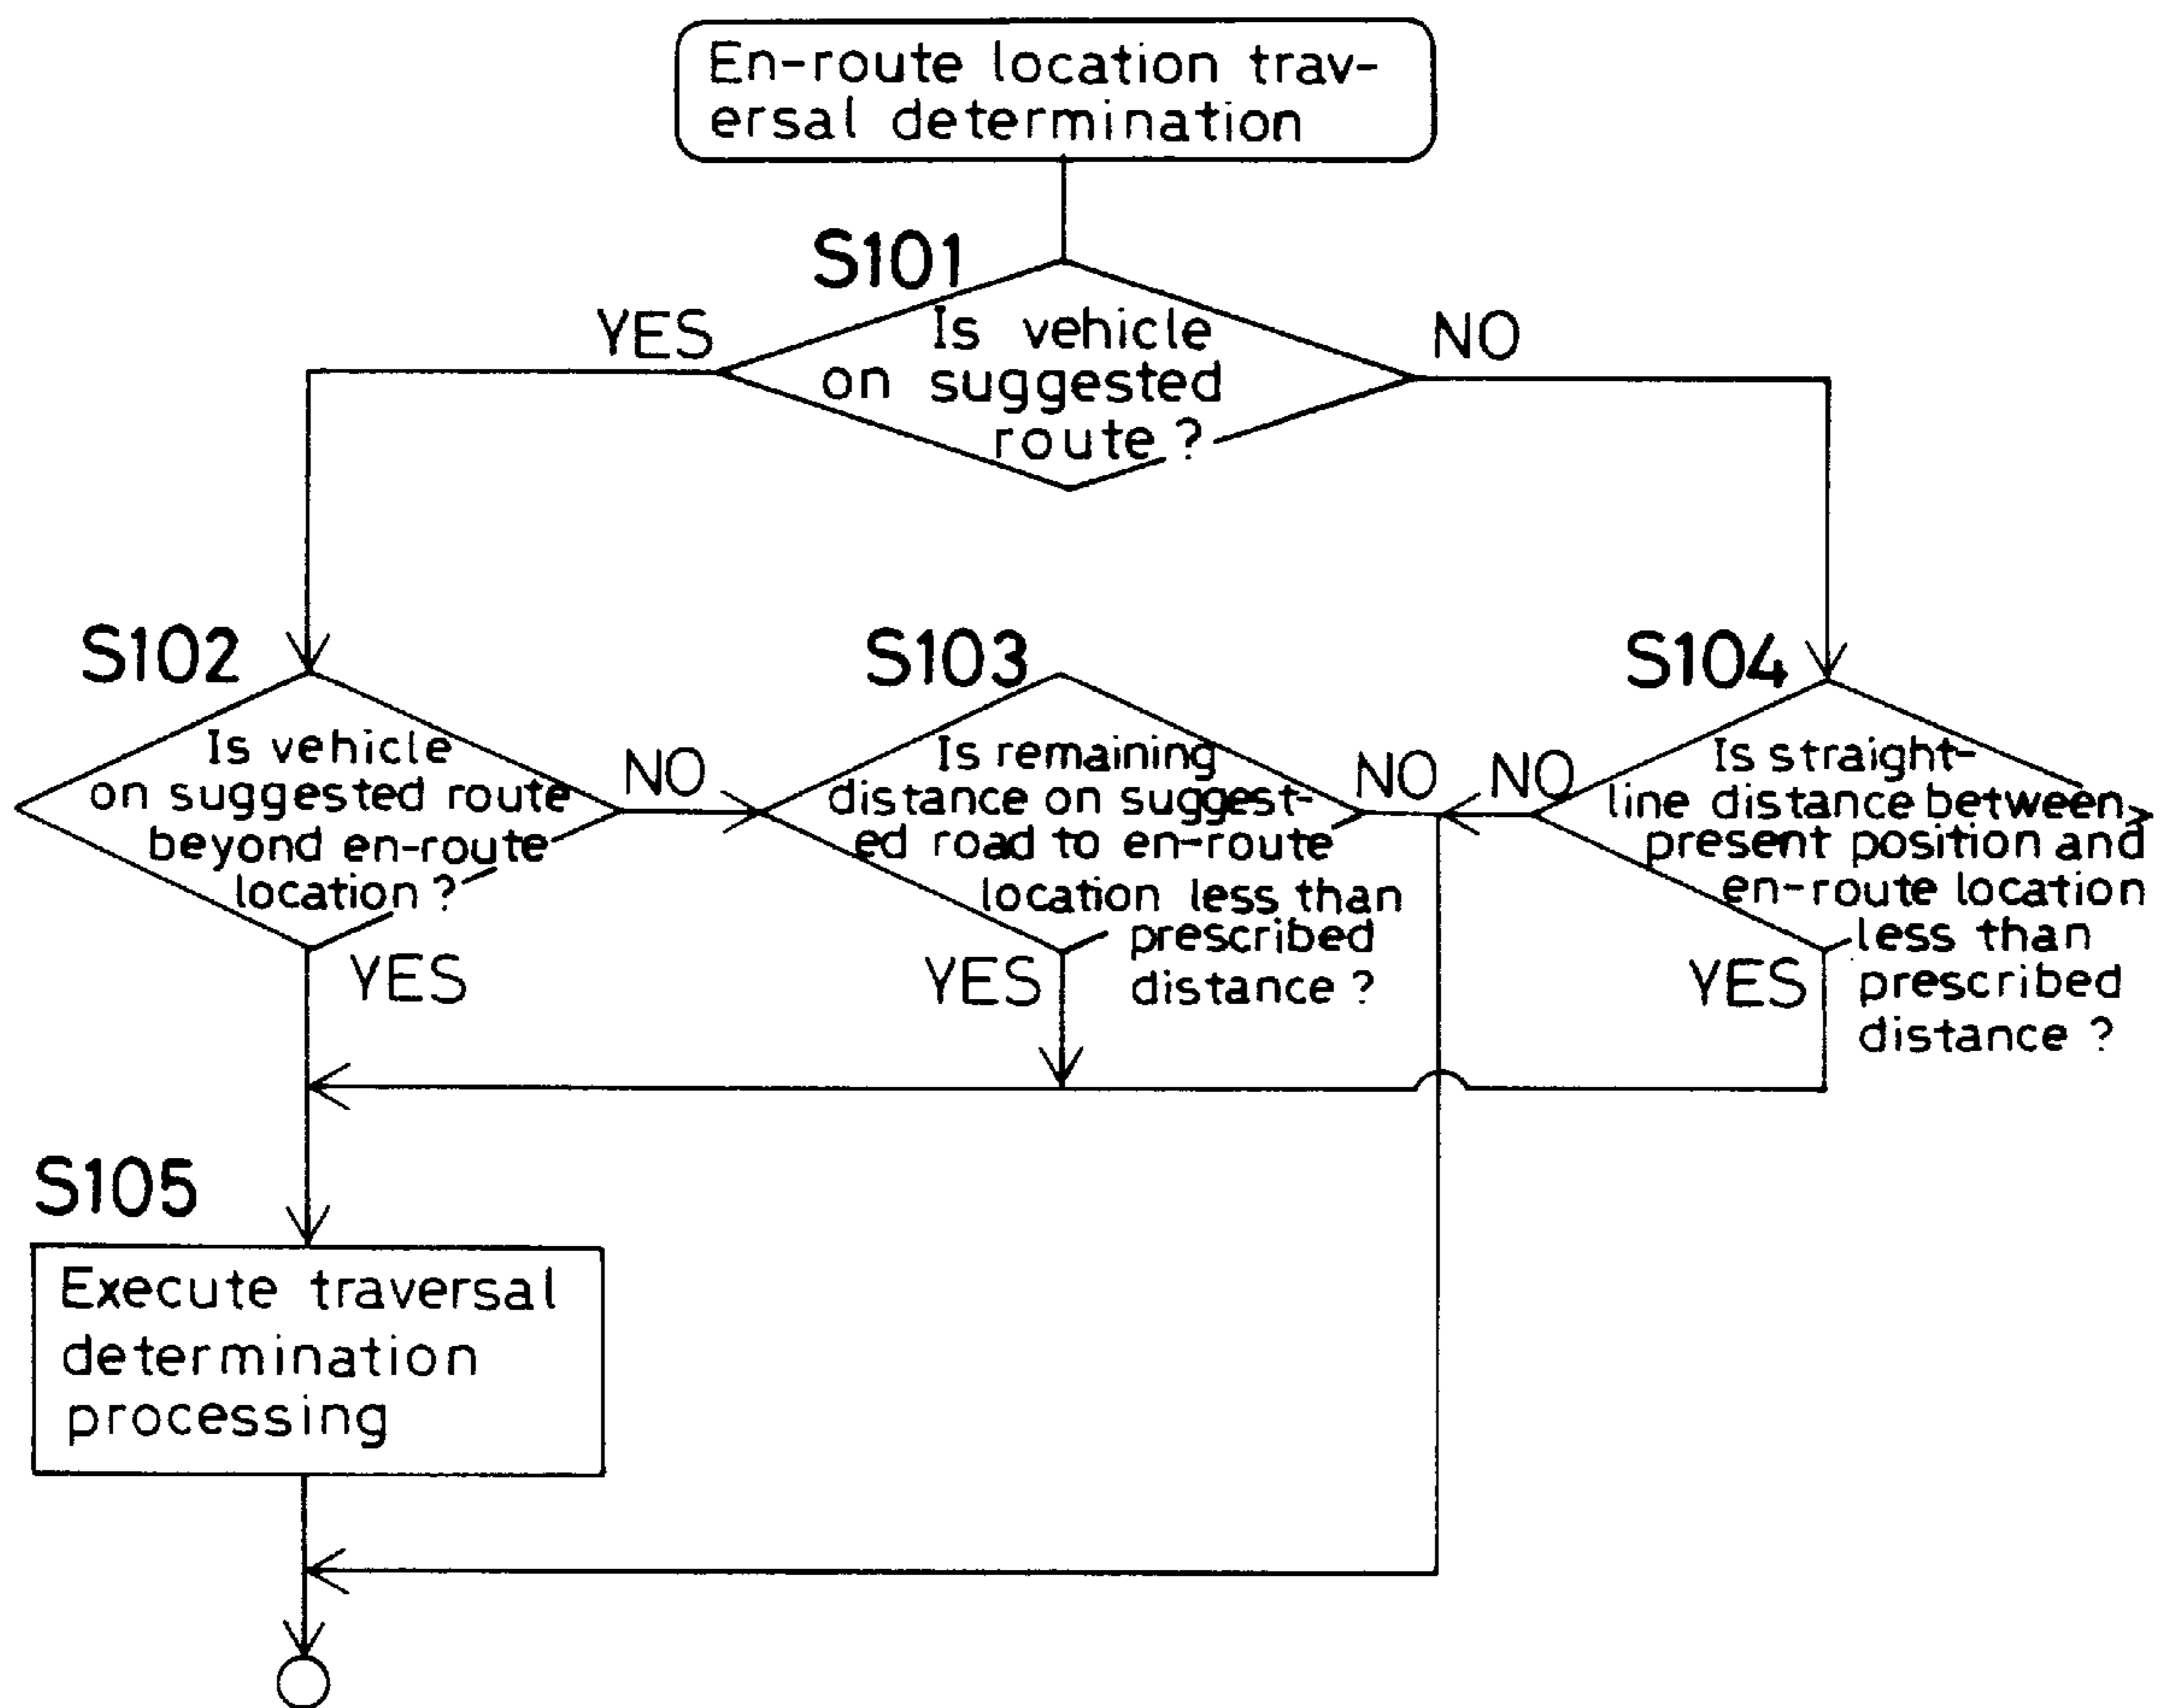 En-route location trav-
ersal determination
S101
YES
Is vehicle
on suggested
route ?
NO
S102
Is vehicle
on suggested route
beyond en-route
location ?
NO
YES
S103
Is remaining
distance on suggest-
ed road to en-route
location less than
prescribed
distance ?
NO
YES
S104
NO
Is straight-
line distance between
present position and
en-route location
less than
prescribed
distance ?
YES
S105
Execute traversal
determination
processing